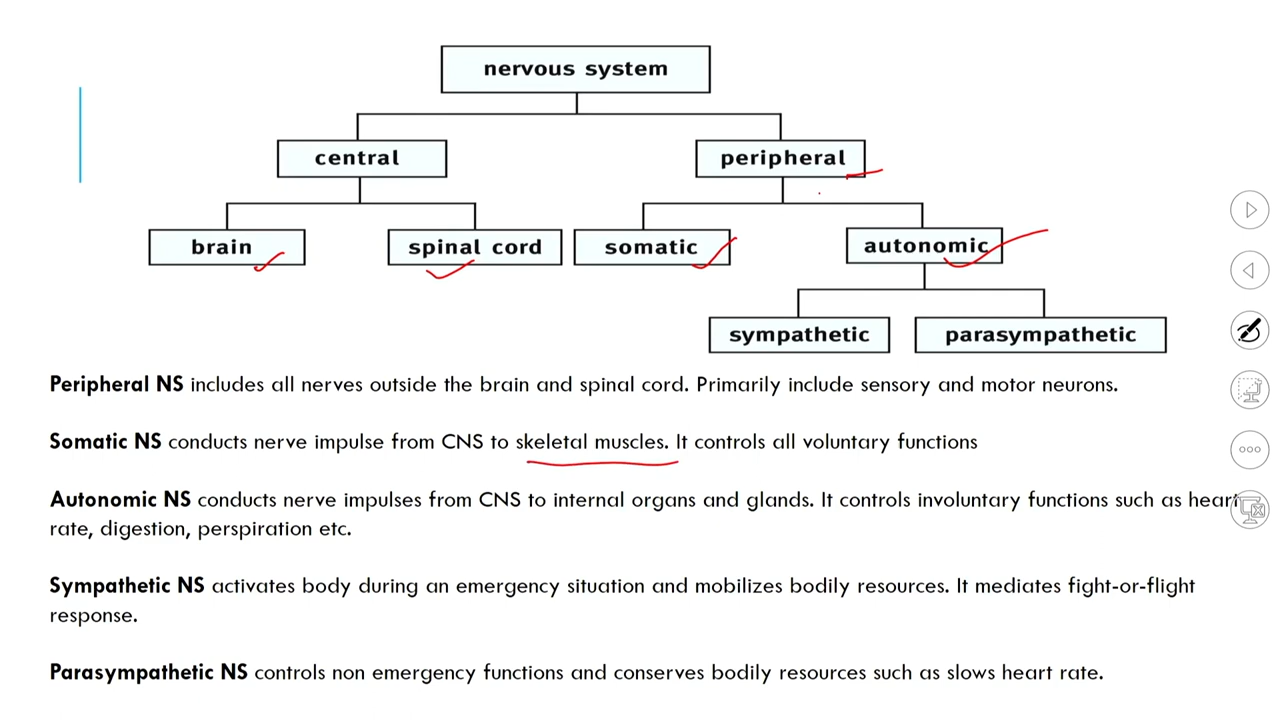 nervous system
central
peripheral
brain
spinal cord
somatic
autonomic
sympathetic
parasympathetic
Peripheral NS includes all nerves outside the brain and spinal cord. Primarily include sensory and motor neurons.
Somatic NS conducts nerve impulse from CNS to skeletal muscles. It controls all voluntary functions
Autonomic NS conducts nerve impulses from CNS to internal organs and glands. It controls involuntary functions such as heart
rate, digestion, perspiration etc.
Sympathetic NS activates body during an emergency situation and mobilizes bodily resources. It mediates fight-or-flight
response.
Parasympathetic NS controls non emergency functions and conserves bodily resources such as slows heart rate.